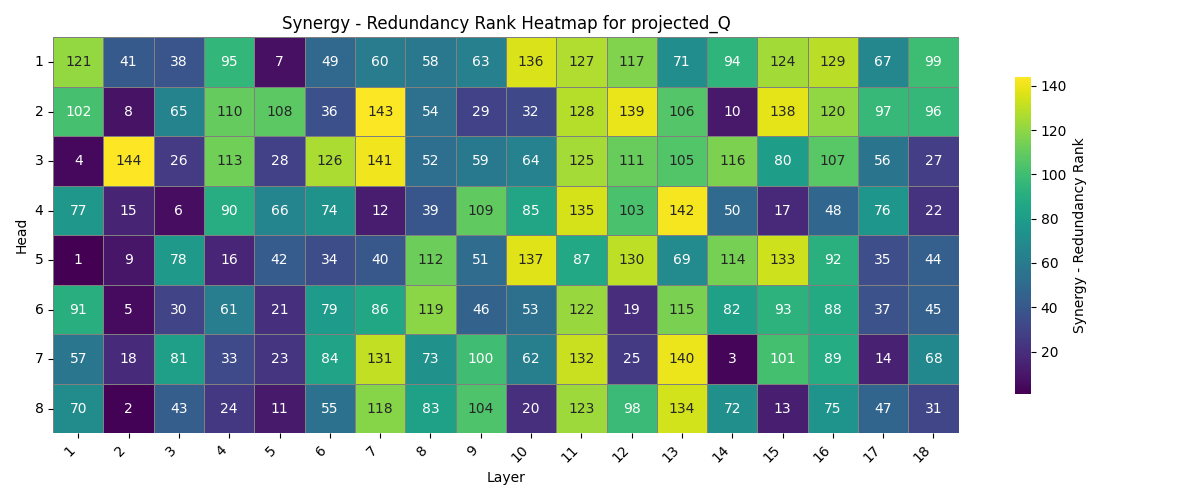 Synergy - Redundancy Rank Heatmap for projected_Q
1 121 41 38 95 7 49 60 58 63 136 127 117 71 94 124 129 67 99
2 102 8 65 110 108 36 143 54 29 32 128 139 106 10 138 120 97 96
3 4 144 26 113 28 126 141 52 59 64 125 111 105 116 80 107 56 27
4 77 15 6 90 66 74 12 39 109 85 135 103 142 50 17 48 76 22
5 1 9 78 16 42 34 40 112 51 137 87 130 69 114 133 92 35 44
6 91 5 30 61 21 79 86 119 46 53 122 19 115 82 93 88 37 45
7 57 18 81 33 23 84 131 73 100 62 132 25 140 3 101 89 14 68
8 70 2 43 24 11 55 118 83 104 20 123 98 134 72 13 75 47 31
1 2 3 4 5 6 7 8 9 10 11 12 13 14 15 16 17 18
Layer
Head
140
120
100
80
60
40
20
Synergy - Redundancy Rank